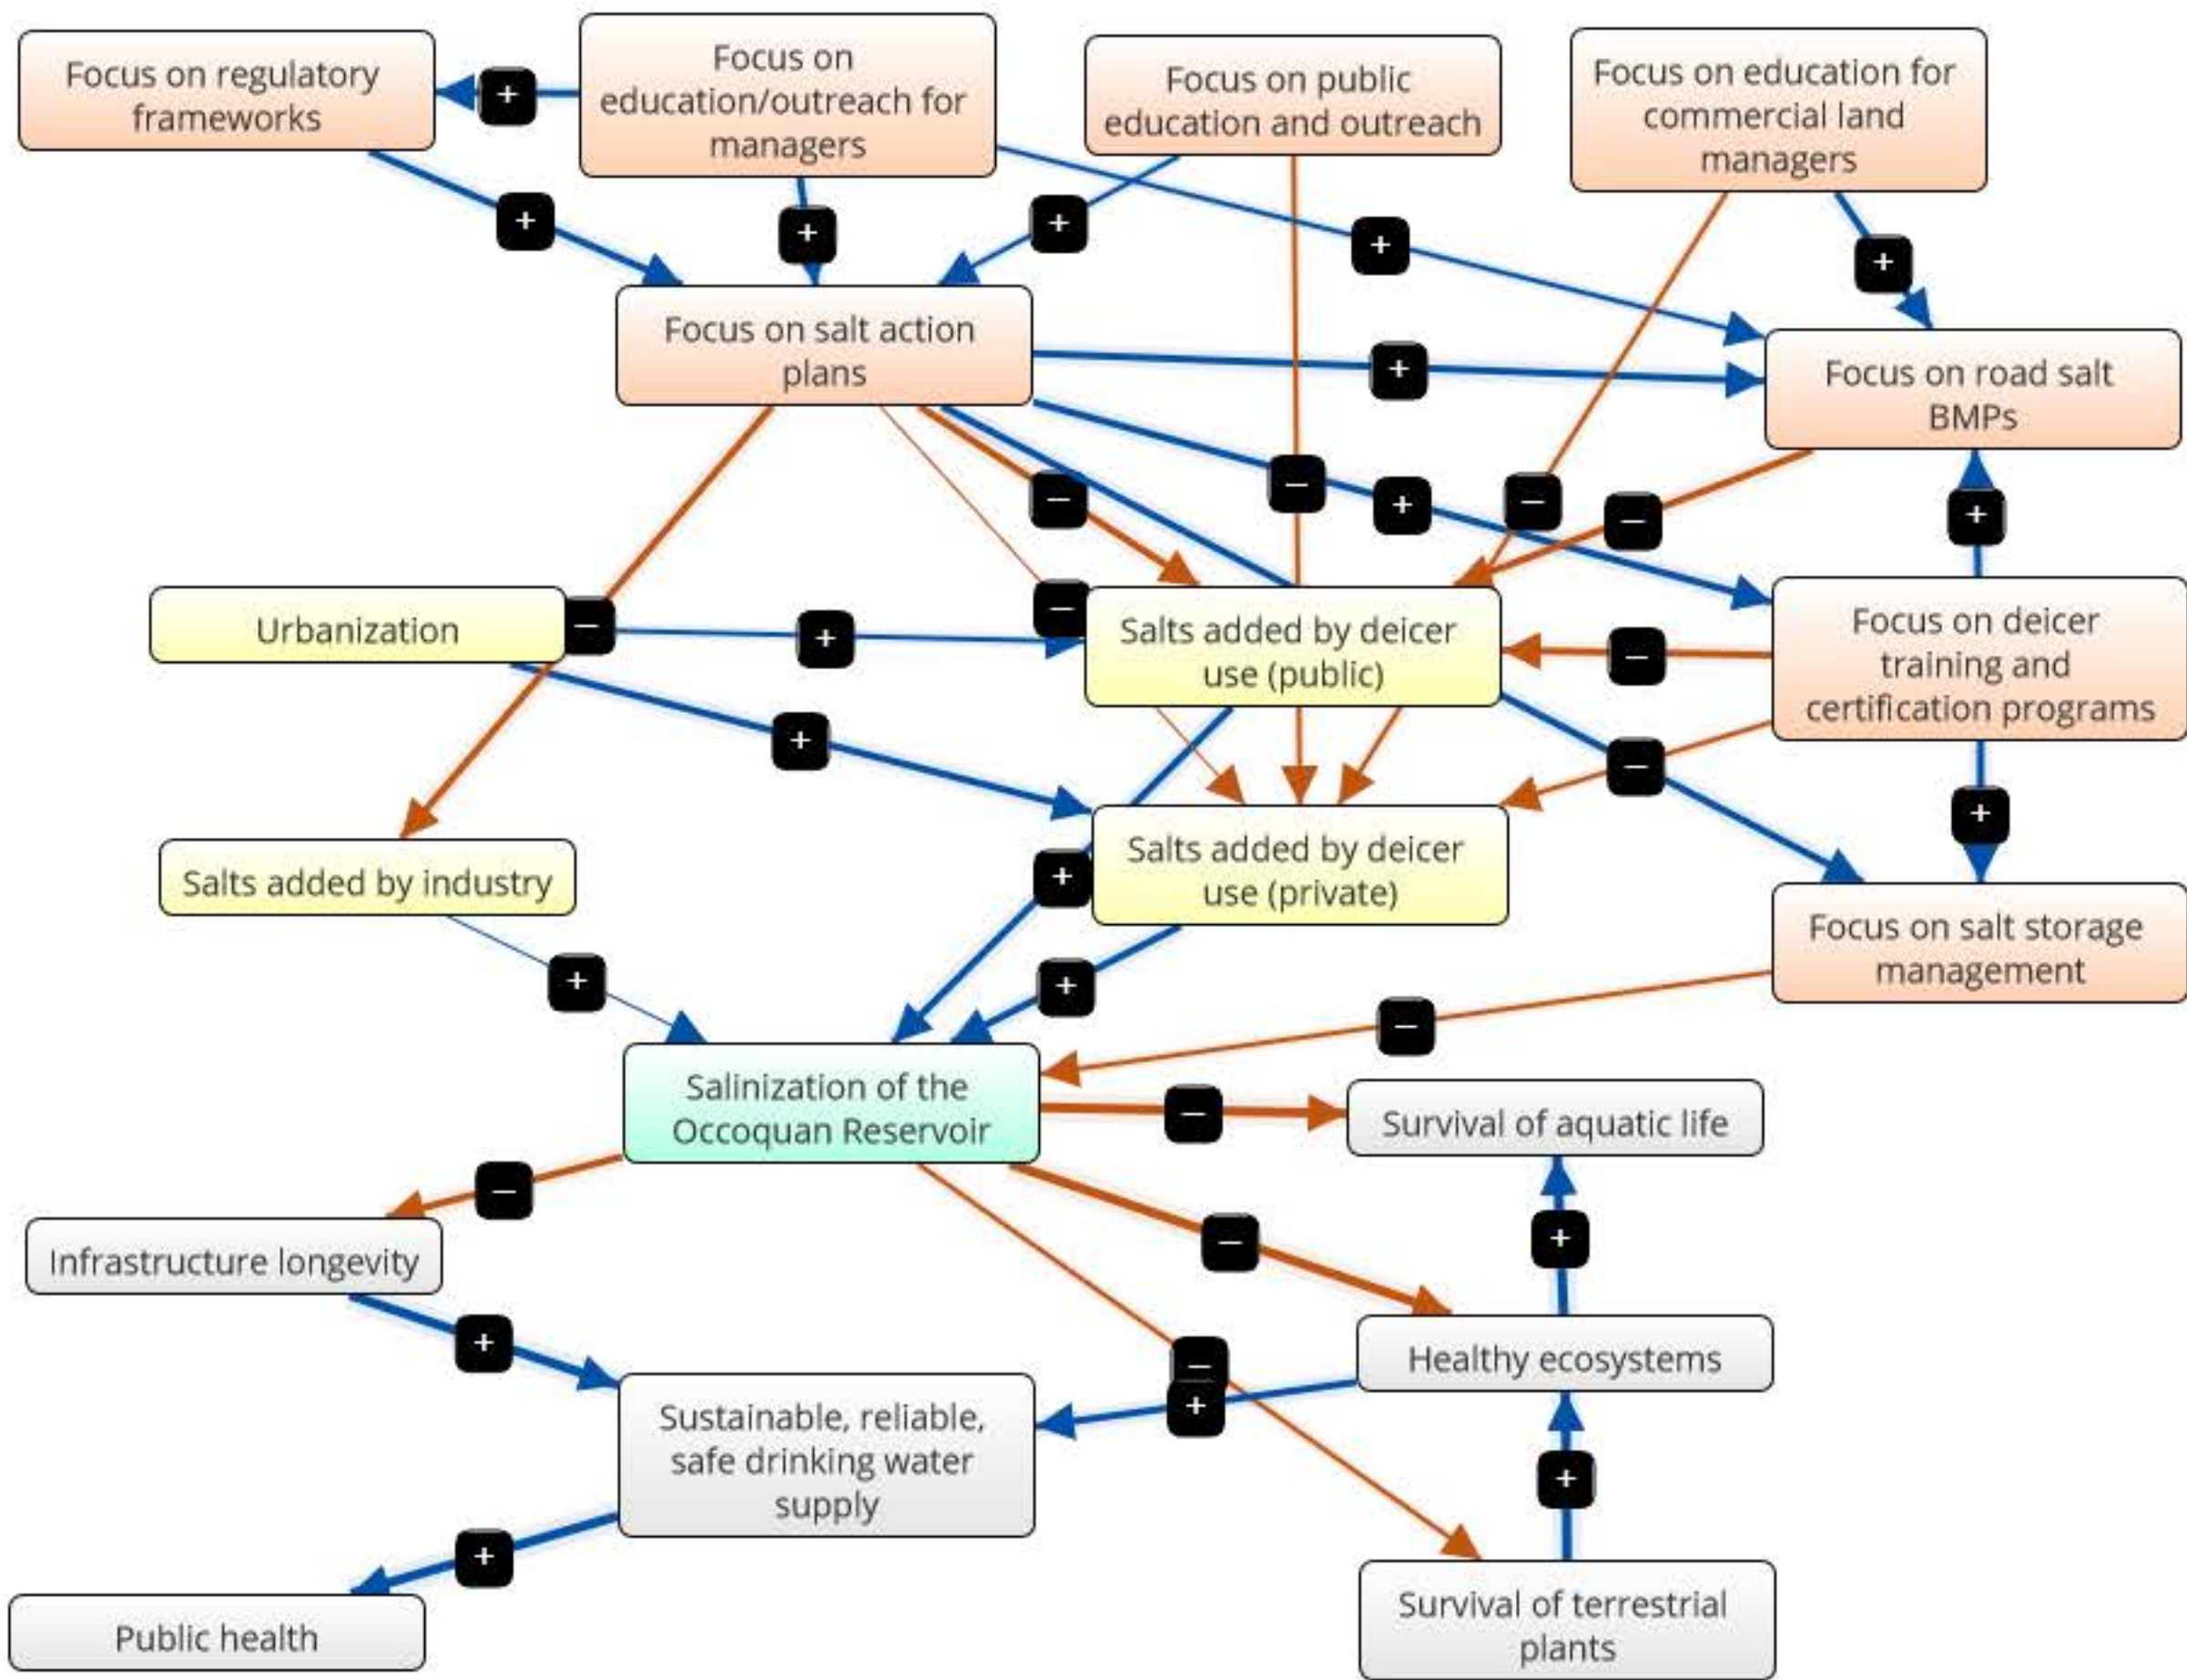 Focus on regulatory
frameworks
Focus on
education/outreach for
managers
Focus on public
education and outreach
Focus on education for
commercial land
managers
+
+
+
+
+
+
Focus on salt action
plans
+
Focus on road salt
BMPs
−
−
+
−
−
+
Urbanization
−
+
−
Salts added by deicer
use (public)
−
Focus on deicer
training and
certification programs
+
−
+
Salts added by industry
+
Salts added by deicer
use (private)
Focus on salt storage
management
+
+
−
Salinization of the
Occoquan Reservoir
−
Survival of aquatic life
−
−
+
Infrastructure longevity
+
−
+
Healthy ecosystems
Sustainable, reliable,
safe drinking water
supply
+
+
Survival of terrestrial
plants
Public health